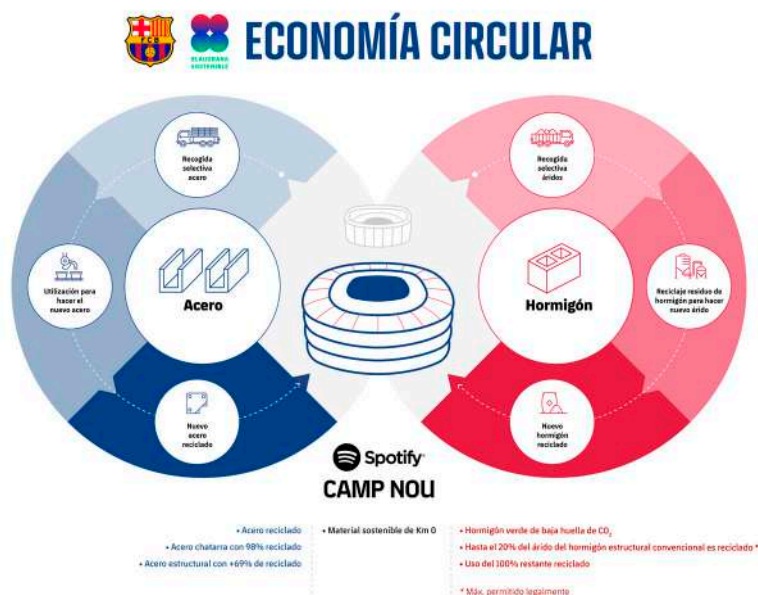 FCB
BLAUGRANA
SOSTENIBLE
ECONOMÍA CIRCULAR
Recogida
selectiva
acero
Recogida
selectiva
áridos
Utilización para
hacer el
nuevo acero
Acero
Hormigón
Reciclaje residuo de
hormigón para hacer
nuevo árido
Nuevo
acero
reciclado
Nuevo
hormigón
reciclado
Spotify
CAMP NOU
• Acero reciclado
• Acero chatarra con 98% reciclado
• Acero estructural con +69% de reciclado
• Material sostenible de Km 0
• Hormigón verde de baja huella de CO₂
• Hasta el 20% del árido del hormigón estructural convencional es reciclado *
• Uso del 100% restante reciclado
* Máx. permitido legalmente